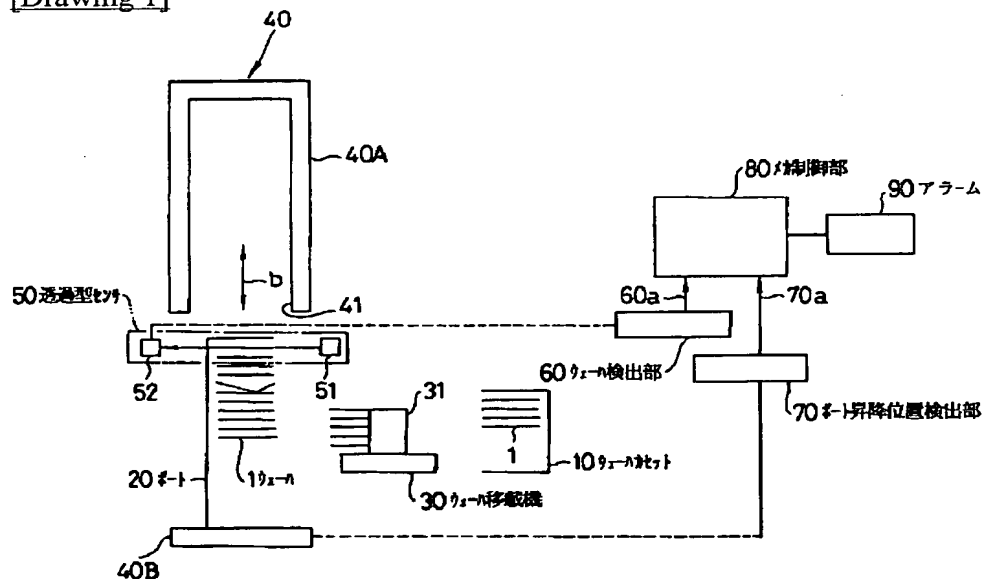 [Drawing 1]
40
40A
80メカ制御部
90アラーム
b
50透過型センサ
41
60a
70a
52
51
60ウェーハ検出部
31
70ボート昇降位置検出部
1
10ウェーハカセット
20ボート
1ウェーハ
30ウェーハ移載機
40B